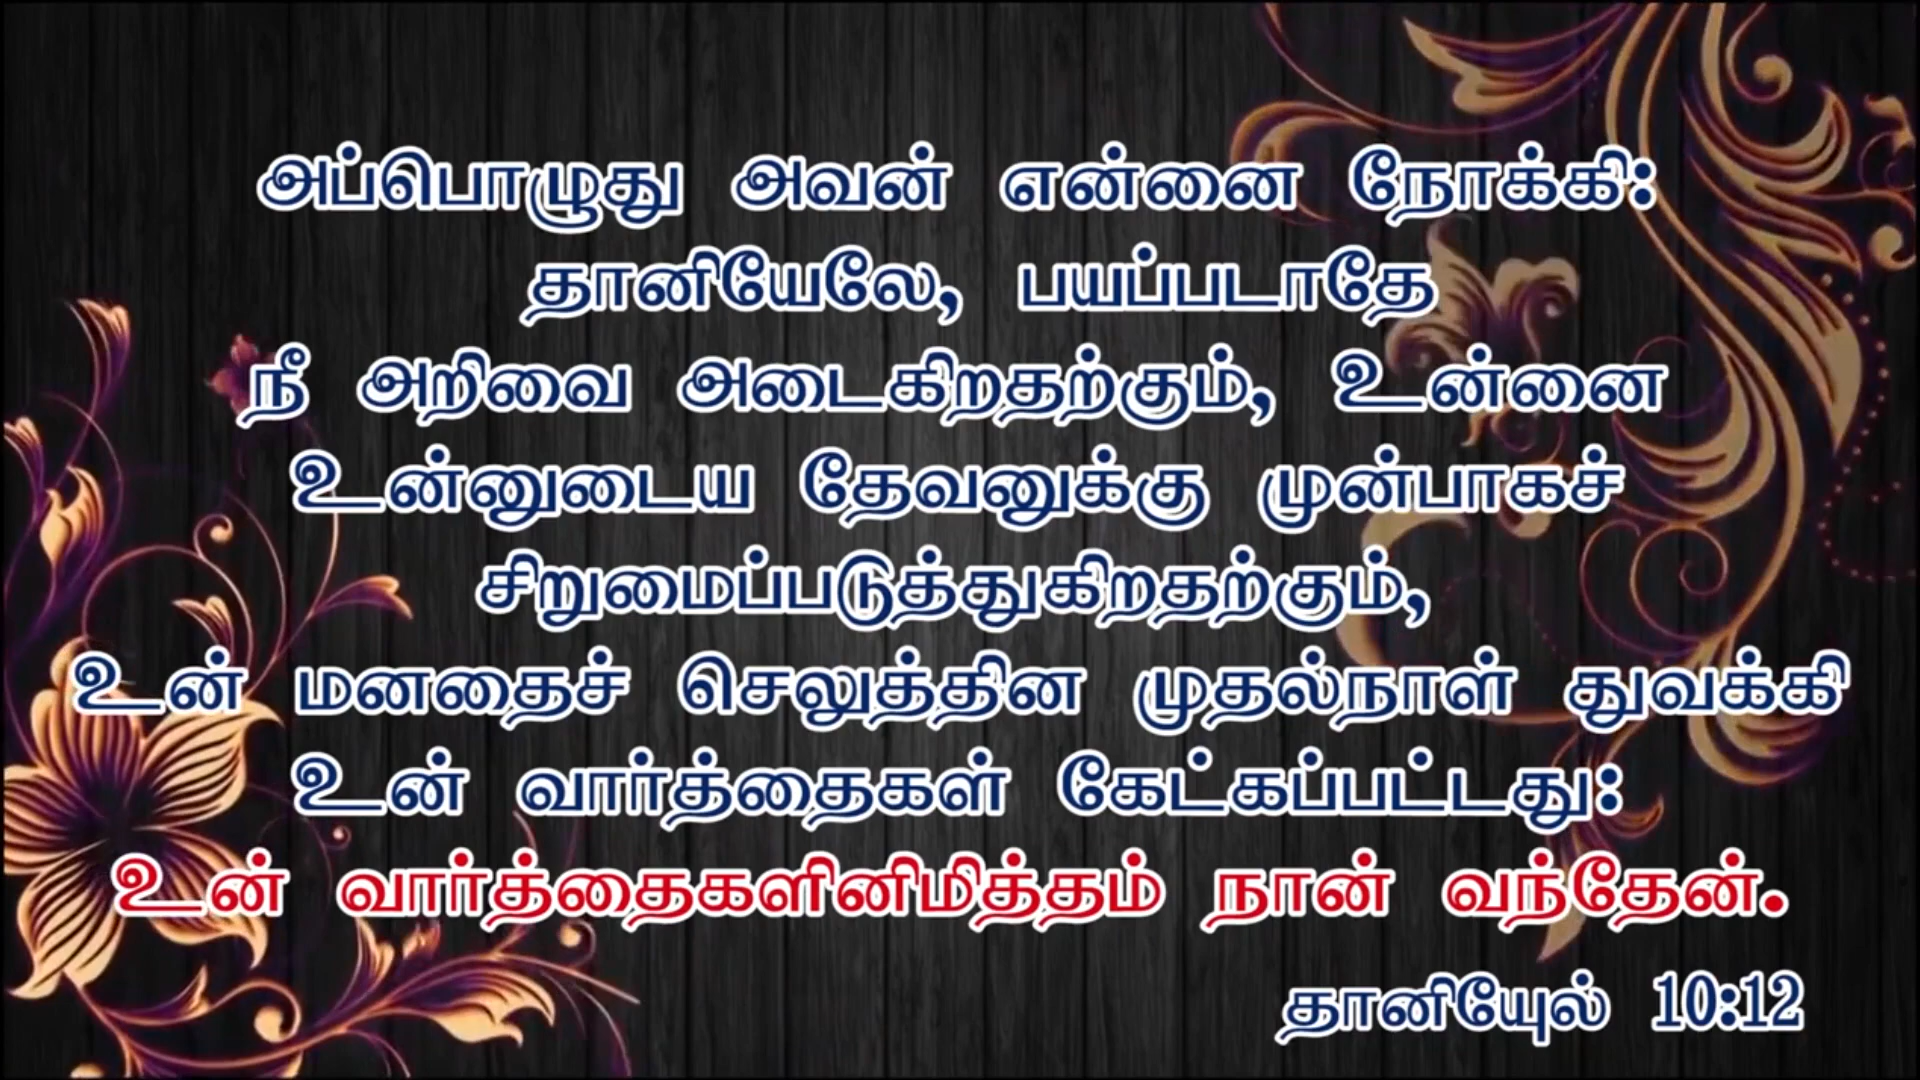 அப்பொழுது அவன் என்னை நோக்கி:
தானியேலே, பயப்படாதே
நீ அறிவை அடைகிறதற்கும், உன்னை
உன்னுடைய தேவனுக்கு முன்பாகச்
சிறுமைப்படுத்துகிறதற்கும்,
உன் மனதைச் செலுத்தின முதல்நாள் துவக்கி
உன் வார்த்தைகள் கேட்கப்பட்டது:
உன் வார்த்தைகளினிமித்தம் நான் வந்தேன்.
தானியேுல் 10:12